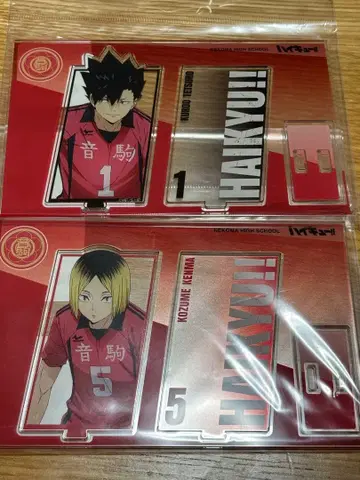 NEKOMA HIGH SCHOOL
ハイキュー!!
音駒
1
KUROO TETSURO
1
HAIKYU!!
NEKOMA HIGH SCHOOL
ハイキュー!!
音駒
5
KOZUME KENMA
5
HAIKYU!!